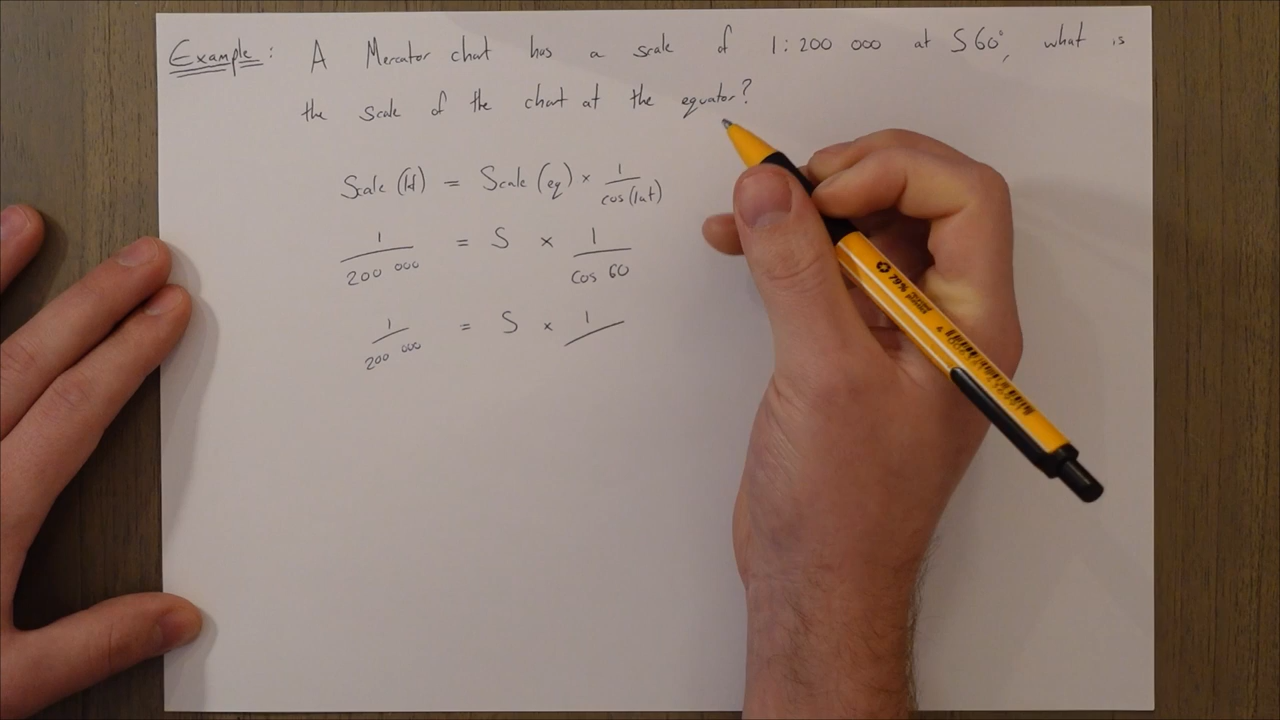 Example: A Mercator chart has a scale of 1:200 000 at S60°, what is
the scale of the chart at the equator?
Scale (lat) = Scale (eq) × 1/cos(lat)
1/200 000 = S × 1/cos 60
1/200 000 = S × 1/
70%